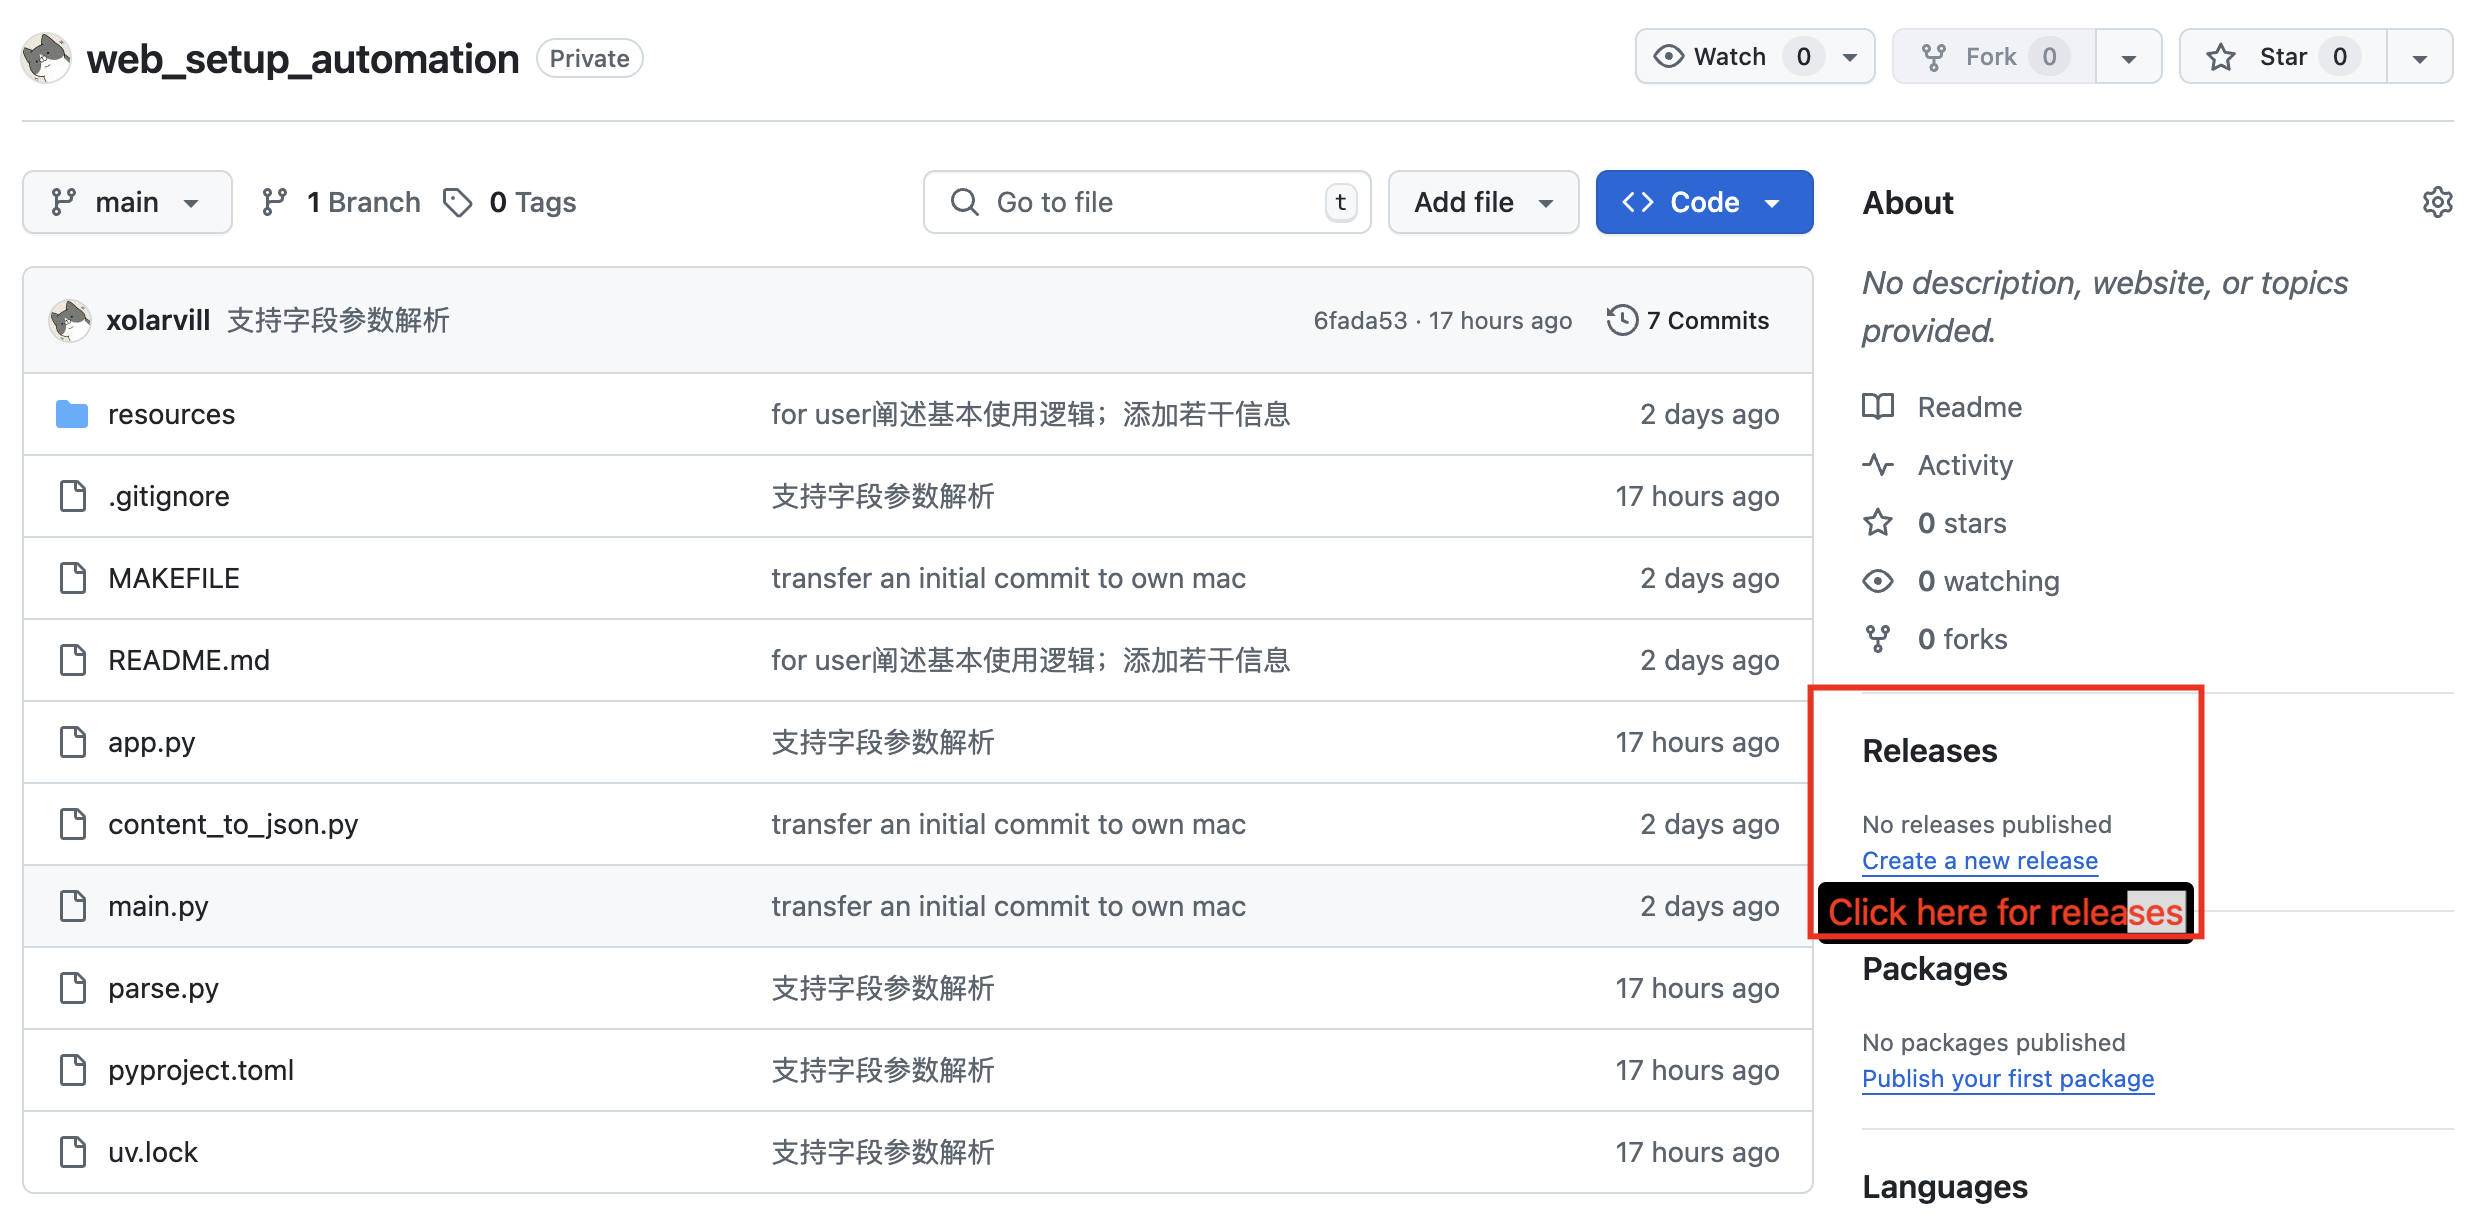 web_setup_automation Private Watch 0 Fork 0 Star 0
main 1 Branch 0 Tags Go to file t Add file Code
xolarvill 支持字段参数解析 6fada53 · 17 hours ago 7 Commits
resources for user阐述基本使用逻辑；添加若干信息 2 days ago
.gitignore 支持字段参数解析 17 hours ago
MAKEFILE transfer an initial commit to own mac 2 days ago
README.md for user阐述基本使用逻辑；添加若干信息 2 days ago
app.py 支持字段参数解析 17 hours ago
content_to_json.py transfer an initial commit to own mac 2 days ago
main.py transfer an initial commit to own mac 2 days ago
parse.py 支持字段参数解析 17 hours ago
pyproject.toml 支持字段参数解析 17 hours ago
uv.lock 支持字段参数解析 17 hours ago
About
No description, website, or topics
provided.
Readme
Activity
0 stars
0 watching
0 forks
Releases
No releases published
Create a new release
Click here for releases
Packages
No packages published
Publish your first package
Languages